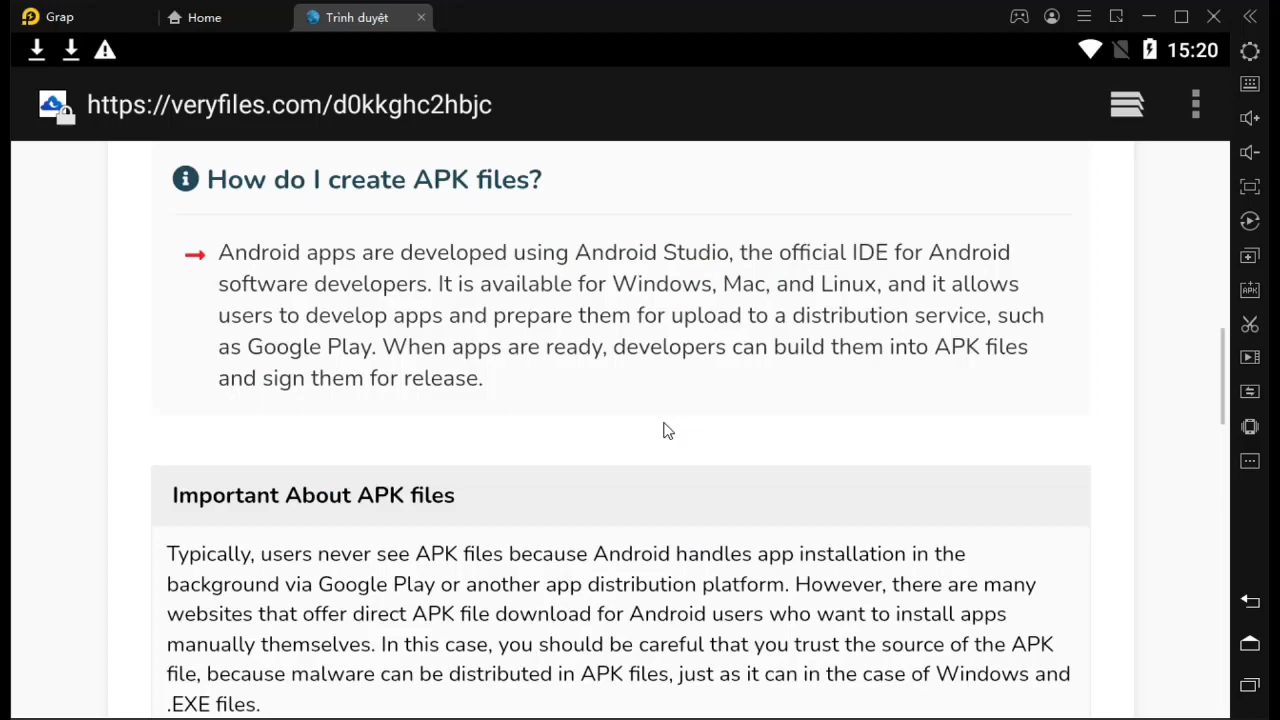 Grap
Home
Trình duyệt
15:20
https://veryfiles.com/d0kkghc2hbjc
How do I create APK files?
Android apps are developed using Android Studio, the official IDE for Android
software developers. It is available for Windows, Mac, and Linux, and it allows
users to develop apps and prepare them for upload to a distribution service, such
as Google Play. When apps are ready, developers can build them into APK files
and sign them for release.
Important About APK files
Typically, users never see APK files because Android handles app installation in the
background via Google Play or another app distribution platform. However, there are many
websites that offer direct APK file download for Android users who want to install apps
manually themselves. In this case, you should be careful that you trust the source of the APK
file, because malware can be distributed in APK files, just as it can in the case of Windows and
.EXE files.
APK